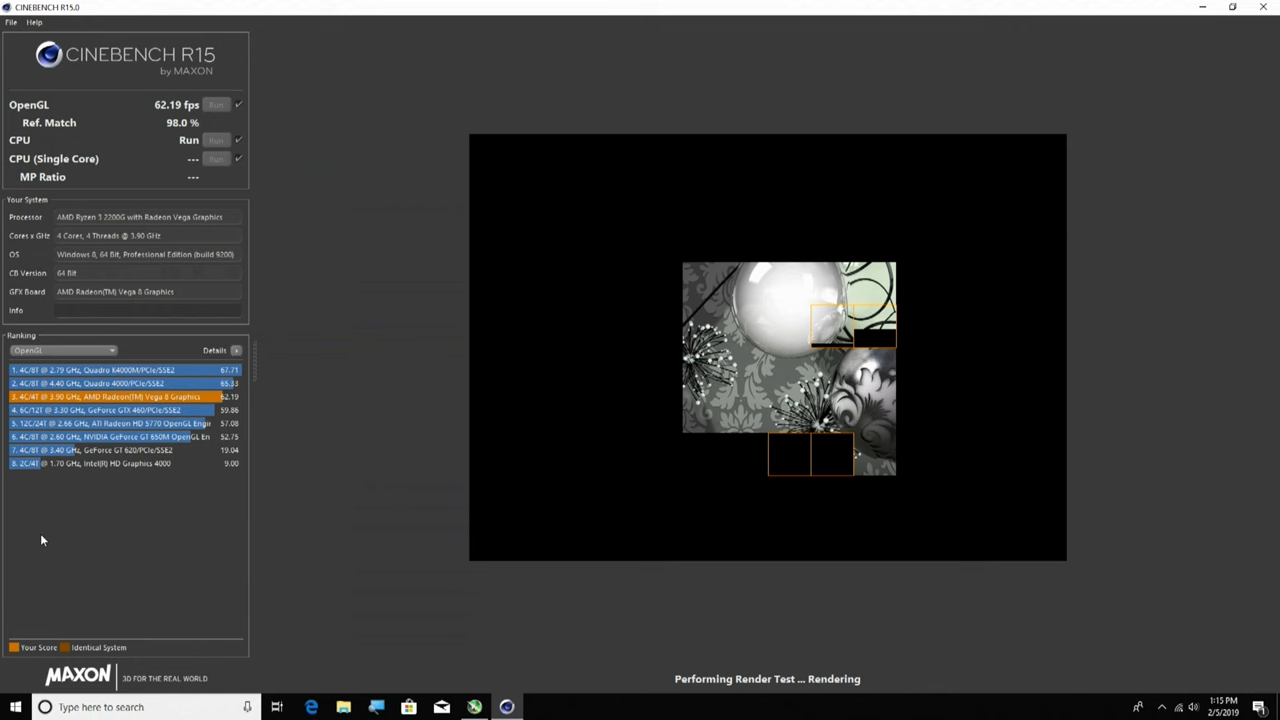 CINEBENCH R15.0
File Help
CINEBENCH R15
by MAXON
OpenGL 62.19 fps Run
Ref. Match 98.0 %
CPU Run Run
CPU (Single Core) --- Run
MP Ratio ---
Your System
Processor AMD Ryzen 3 2200G with Radeon Vega Graphics
Cores x GHz 4 Cores, 4 Threads @ 3.90 GHz
OS Windows 8, 64 Bit, Professional Edition (build 9200)
CB Version 64 Bit
GFX Board AMD Radeon(TM) Vega 8 Graphics
Info
Ranking
OpenGL Details
1. 4C/8T @ 2.79 GHz, Quadro K4000M/PCIe/SSE2 67.71
2. 4C/8T @ 4.40 GHz, Quadro 4000/PCIe/SSE2 65.33
3. 4C/4T @ 3.90 GHz, AMD Radeon(TM) Vega 8 Graphics 62.19
4. 6C/12T @ 3.30 GHz, GeForce GTX 460/PCIe/SSE2 59.86
5. 12C/24T @ 2.66 GHz, ATI Radeon HD 5770 OpenGL Engin 57.08
6. 4C/8T @ 2.60 GHz, NVIDIA GeForce GT 650M OpenGL En 52.75
7. 4C/8T @ 3.40 GHz, GeForce GT 620/PCIe/SSE2 19.04
8. 2C/4T @ 1.70 GHz, Intel(R) HD Graphics 4000 9.00
Your Score Identical System
MAXON 3D FOR THE REAL WORLD
Performing Render Test ... Rendering
Type here to search
1:15 PM
2/5/2019